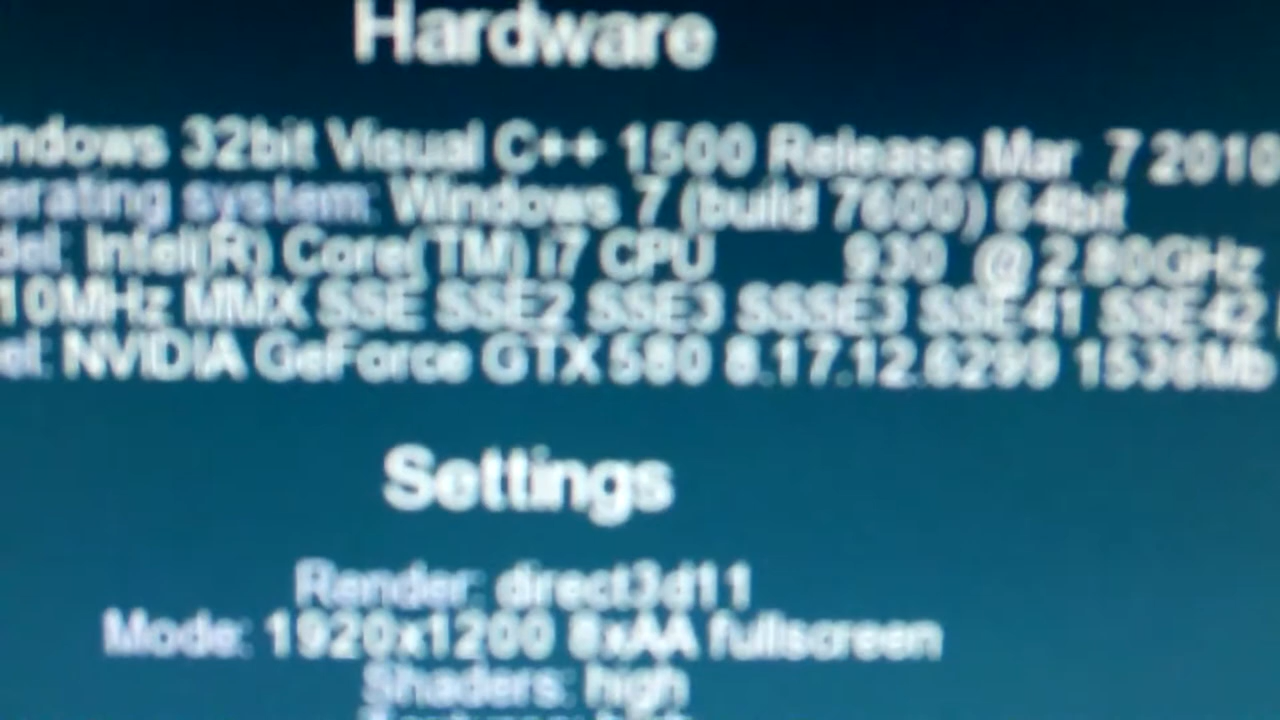 Hardware
ndows 32bit Visual C++ 1500 Release Mar 7 2010
erating system: Windows 7 (build 7600) 64bit
del: Intel(R) Core(TM) i7 CPU 930 @ 2.80GHz
10MHz MMX SSE SSE2 SSE3 SSSE3 SSE41 SSE42
el: NVIDIA GeForce GTX 580 8.17.12.6299 1536Mb
Settings
Render: direct3d11
Mode: 1920x1200 8xAA fullscreen
Shaders: high